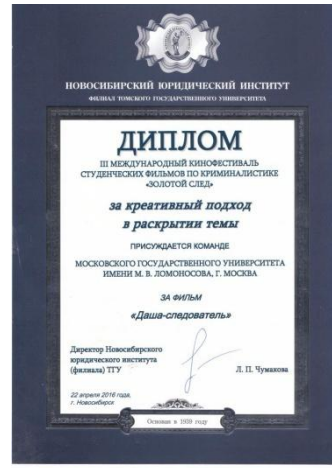 НОВОСИБИРСКИЙ ЮРИДИЧЕСКИЙ ИНСТИТУТ
ФИЛИАЛ ТОМСКОГО ГОСУДАРСТВЕННОГО УНИВЕРСИТЕТА
ДИПЛОМ
III МЕЖДУНАРОДНЫЙ КИНОФЕСТИВАЛЬ
СТУДЕНЧЕСКИХ ФИЛЬМОВ ПО КРИМИНАЛИСТИКЕ
«ЗОЛОТОЙ СЛЕД»
за креативный подход
в раскрытии темы
ПРИСУЖДАЕТСЯ КОМАНДЕ
МОСКОВСКОГО ГОСУДАРСТВЕННОГО УНИВЕРСИТЕТА
ИМЕНИ М. В. ЛОМОНОСОВА, Г. МОСКВА
ЗА ФИЛЬМ
«Даша-следователь»
Директор Новосибирского
юридического института
(филиала) ТГУ
Л. П. Чумакова
22 апреля 2016 года,
г. Новосибирск
Основан в 1939 году